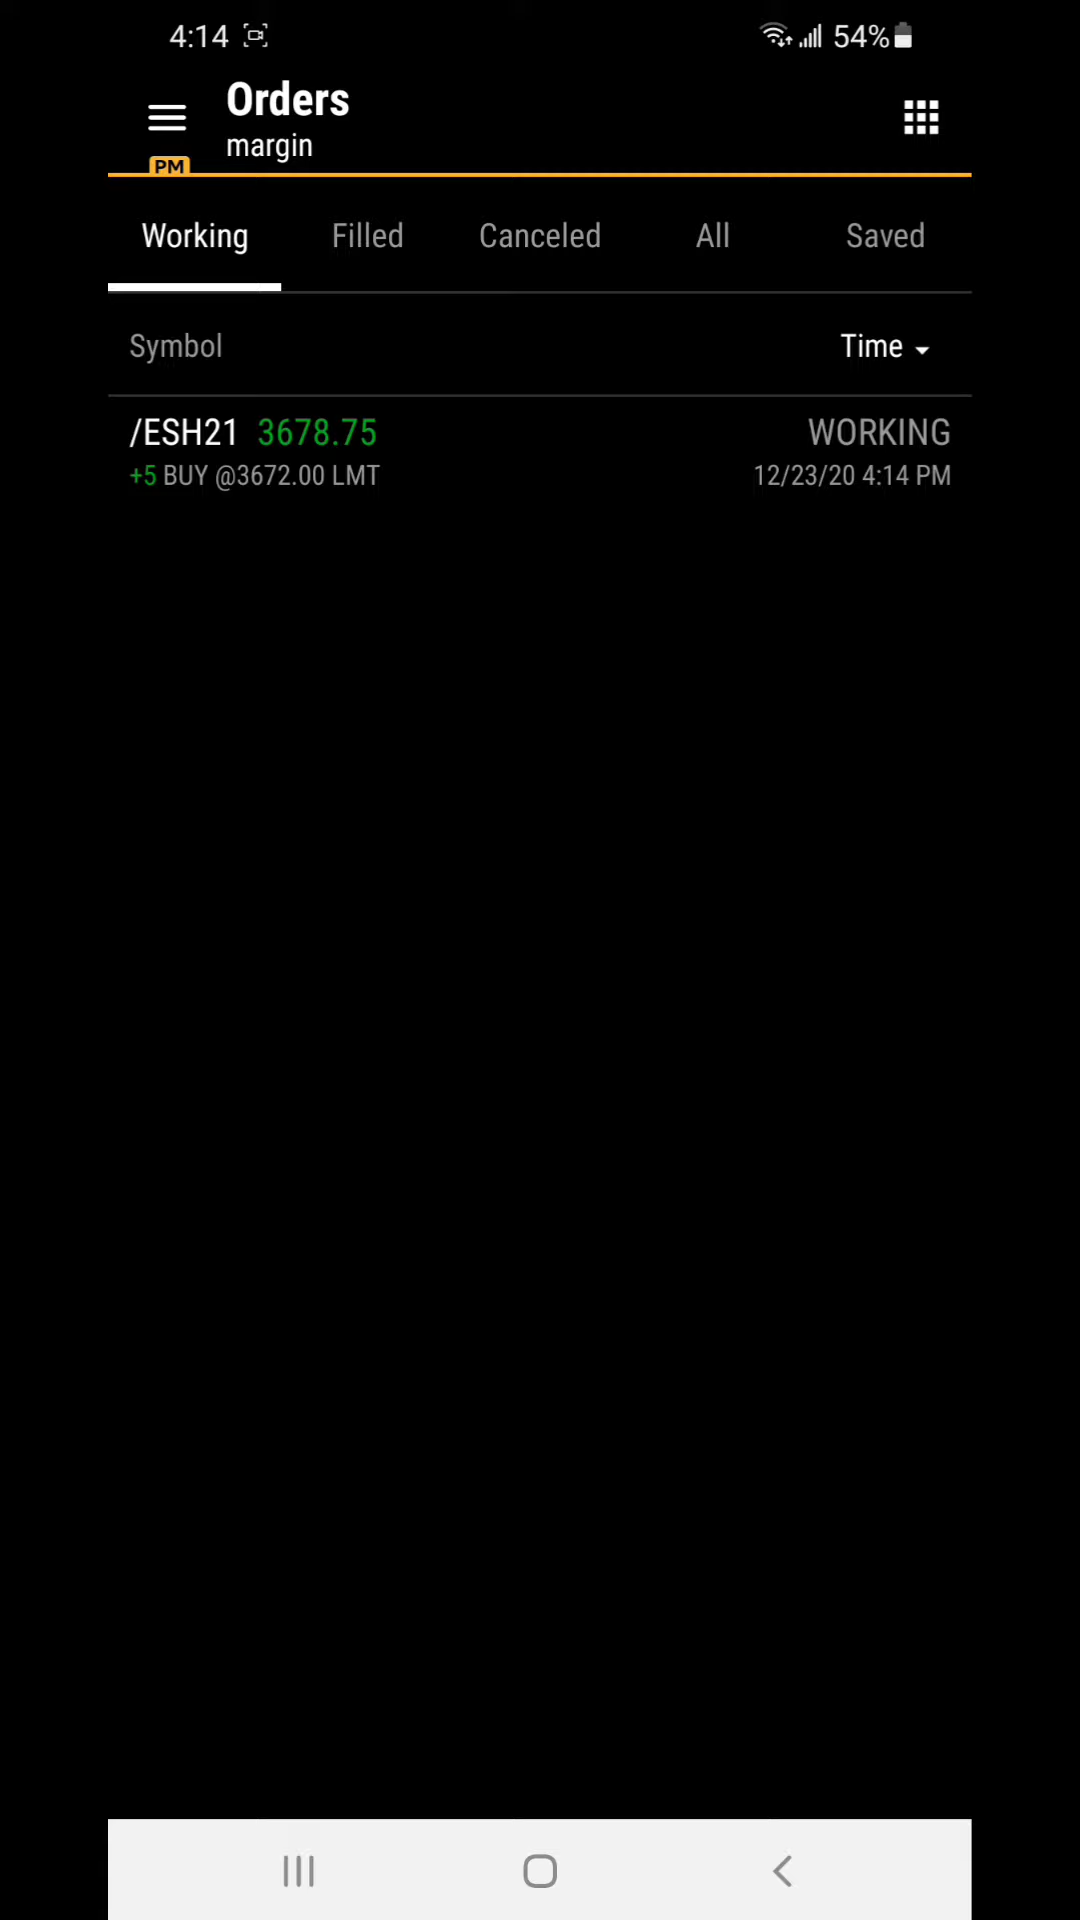 4:14 54%
Orders
margin
PM
Working Filled Canceled All Saved
Symbol Time
/ESH21 3678.75 WORKING
+5 BUY @3672.00 LMT 12/23/20 4:14 PM